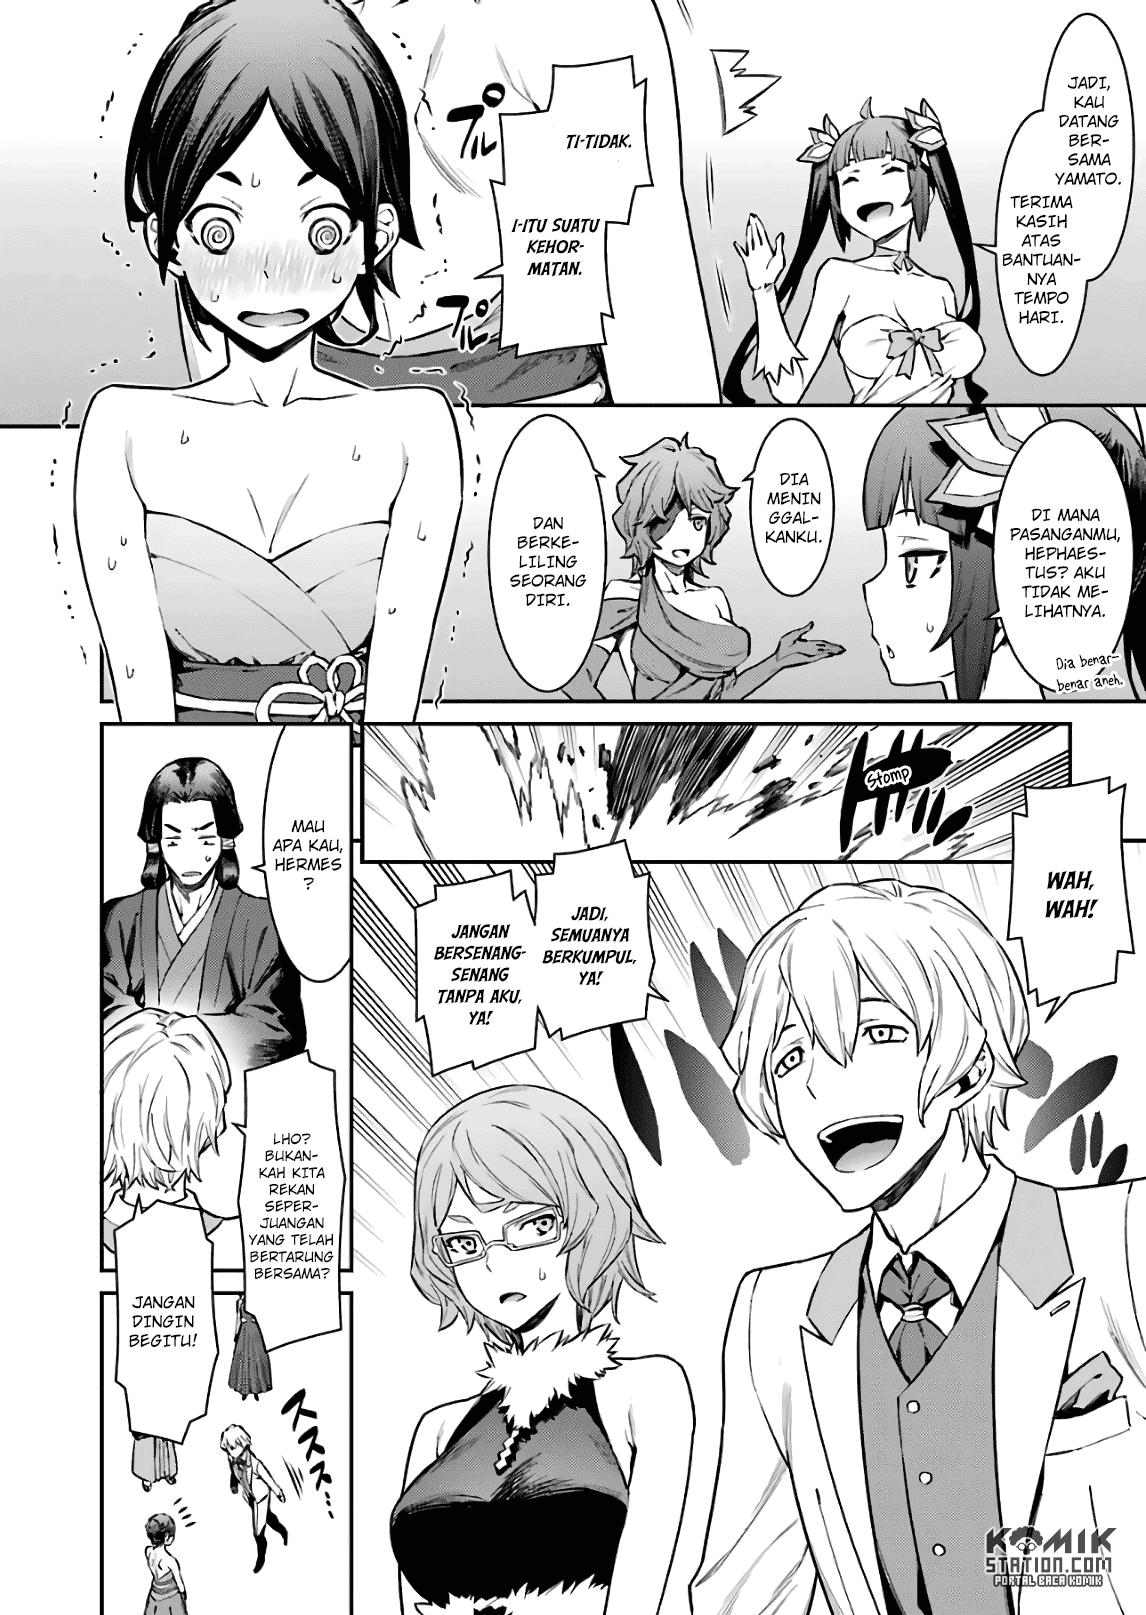 JADI,
KAU
DATANG
BER-
SAMA
YAMATO.
TERIMA
KASIH
ATAS
BANTUAN-
NYA
TEMPO
HARI.
TI-TIDAK.
I-ITU SUATU
KEHOR-
MATAN.
プル
プル
DI MANA
PASANGANMU,
HEPHAES-
TUS? AKU
TIDAK ME-
LIHATNYA.
Dia benar-
benar aneh.
DIA
MENIN
GGAL-
KANKU.
DAN
BERKE-
LILING
SEORANG
DIRI.
Stomp
WAH,
WAH!
JADI,
SEMUANYA
BERKUMPUL,
YA!
JANGAN
BERSENANG-
SENANG
TANPA AKU,
YA!
MAU
APA KAU,
HERMES
?
LHO?
BUKAN-
KAH KITA
REKAN
SEPER-
JUANGAN
YANG TELAH
BERTARUNG
BERSAMA?
JANGAN
DINGIN
BEGITU!
ススス…
KOMIK
STATION.COM
PORTAL BACA KOMIK